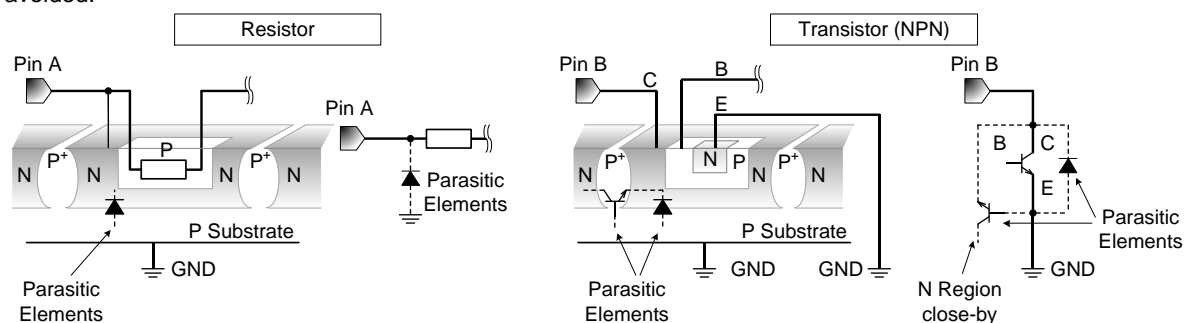 avoided.
Resistor
Transistor (NPN)
Pin A
Pin A
Pin B
C
B
E
Pin B
N
P+
N
P
N
P+
N
Parasitic
Elements
P Substrate
GND
Parasitic
Elements
N
P+
N
N
P
N
P+
N
P Substrate
GND
GND
Parasitic
Elements
B
C
E
Parasitic
Elements
GND
N Region
close-by